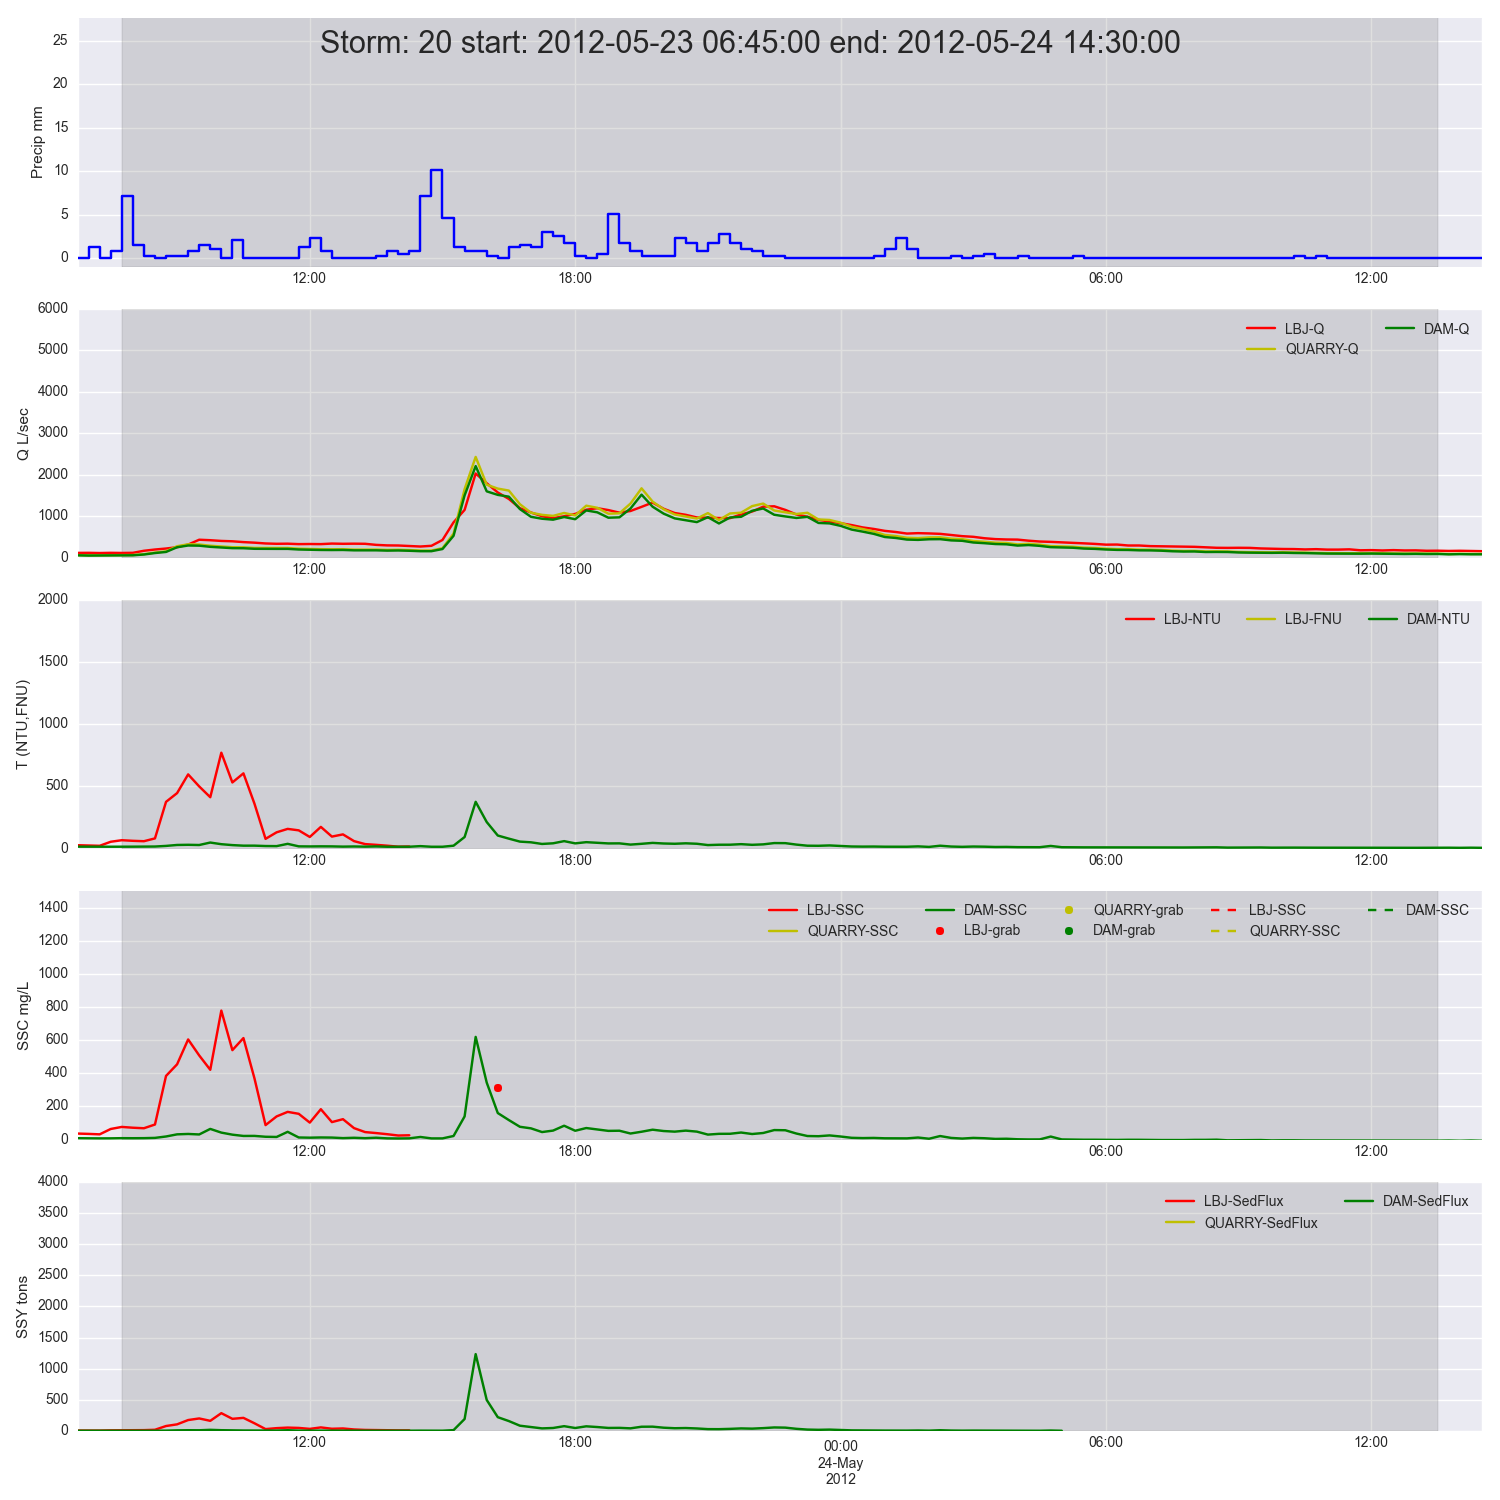 Storm: 20 start: 2012-05-23 06:45:00 end: 2012-05-24 14:30:00
Precip mm
25
20
15
10
5
0
12:00 18:00 06:00 12:00
Q L/sec
6000
5000
4000
3000
2000
1000
0
LBJ-Q DAM-Q
QUARRY-Q
12:00 18:00 06:00 12:00
T (NTU,FNU)
2000
1500
1000
500
0
LBJ-NTU LBJ-FNU DAM-NTU
12:00 18:00 06:00 12:00
SSC mg/L
1400
1200
1000
800
600
400
200
0
LBJ-SSC DAM-SSC QUARRY-grab LBJ-SSC DAM-SSC
QUARRY-SSC LBJ-grab DAM-grab QUARRY-SSC
12:00 18:00 06:00 12:00
SSY tons
4000
3500
3000
2500
2000
1500
1000
500
0
LBJ-SedFlux DAM-SedFlux
QUARRY-SedFlux
12:00 18:00 00:00 06:00 12:00
24-May
2012